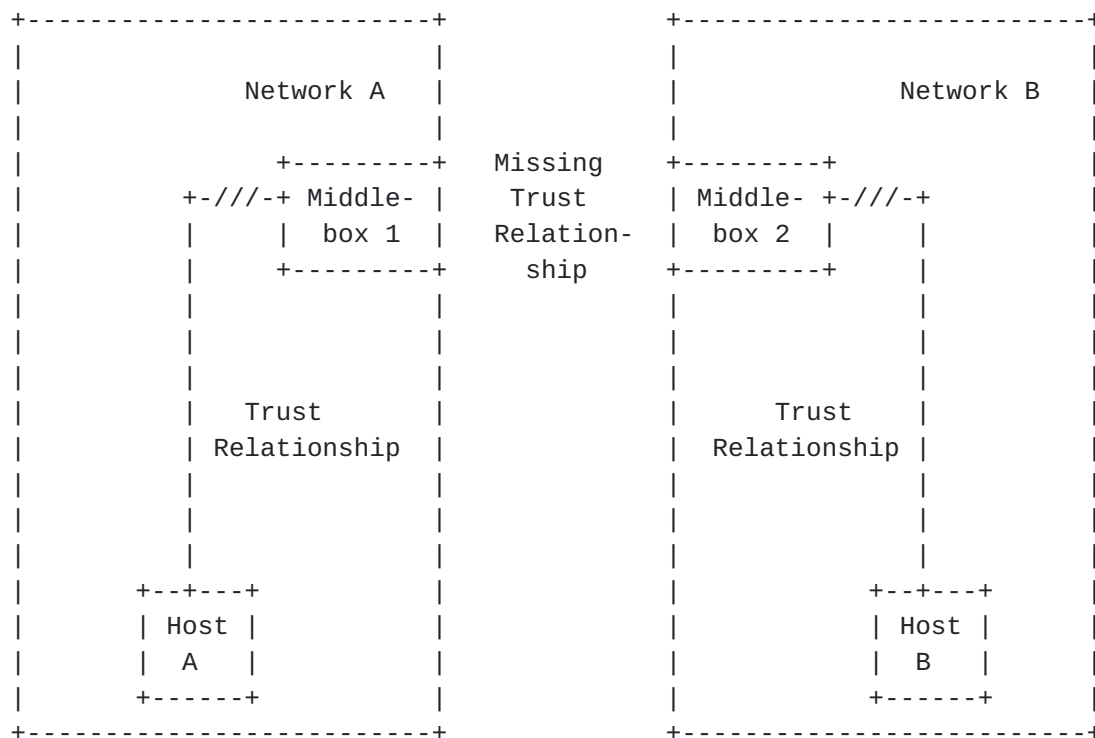 Network A Network B
Missing
Middle- Trust Middle-
box 1 Relation- box 2
ship
Trust Trust
Relationship Relationship
Host Host
A B